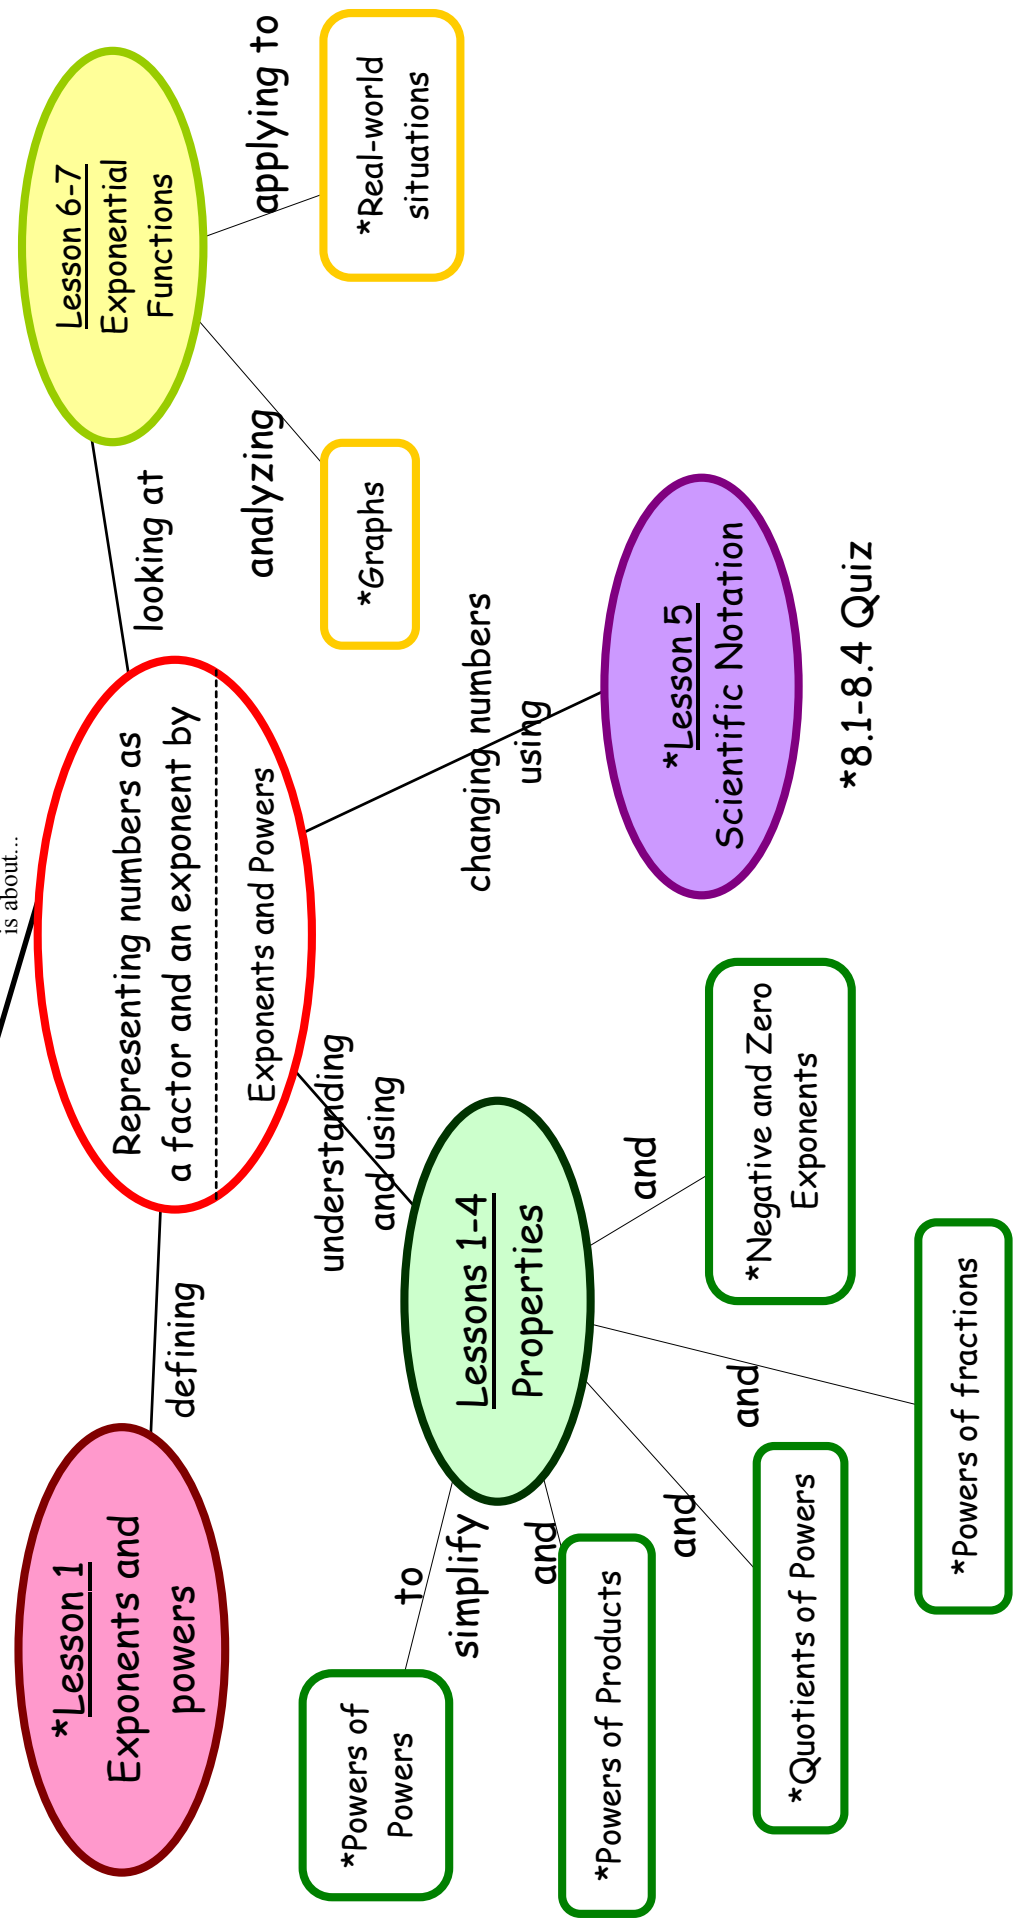 is about...
Representing numbers as
a factor and an exponent by
Exponents and Powers
defining
*Lesson 1
Exponents and
powers
understanding
and using
Lessons 1-4
Properties
to
simplify
*Powers of
Powers
and
*Powers of Products
and
*Quotients of Powers
and
*Powers of fractions
and
*Negative and Zero
Exponents
changing numbers
using
*Lesson 5
Scientific Notation
*8.1-8.4 Quiz
looking at
Lesson 6-7
Exponential
Functions
analyzing
*Graphs
applying to
*Real-world
situations